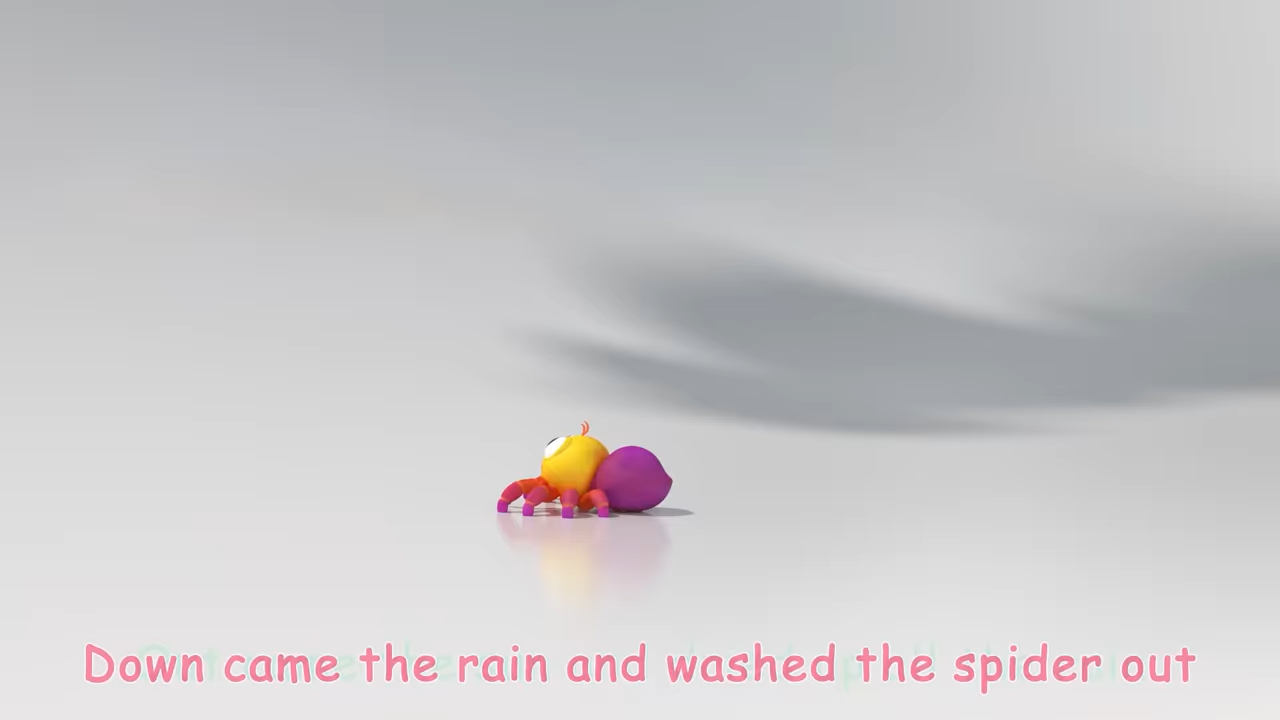 Down came the rain and washed the spider out